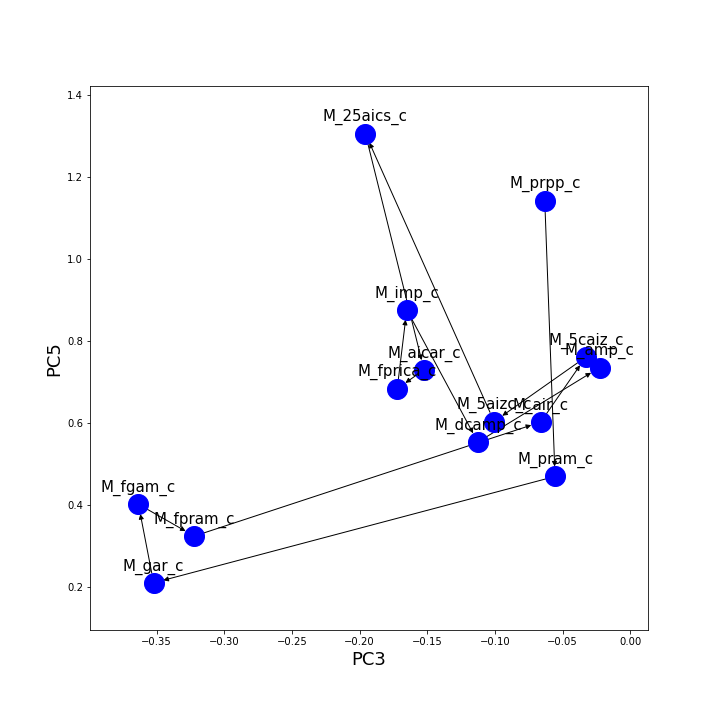 1.4
M_25aics_c
1.2
M_prpp_c
1.0
M_imp_c
0.8
M_5caiz_c
M_amp_c
M_aicar_c
M_fprica_c
0.6
M_5aizc_c
M_air_c
M_dcamp_c
M_pram_c
0.4
M_fgam_c
M_fpram_c
M_gar_c
0.2
PC5
−0.35
−0.30
−0.25
−0.20
−0.15
−0.10
−0.05
0.00
PC3